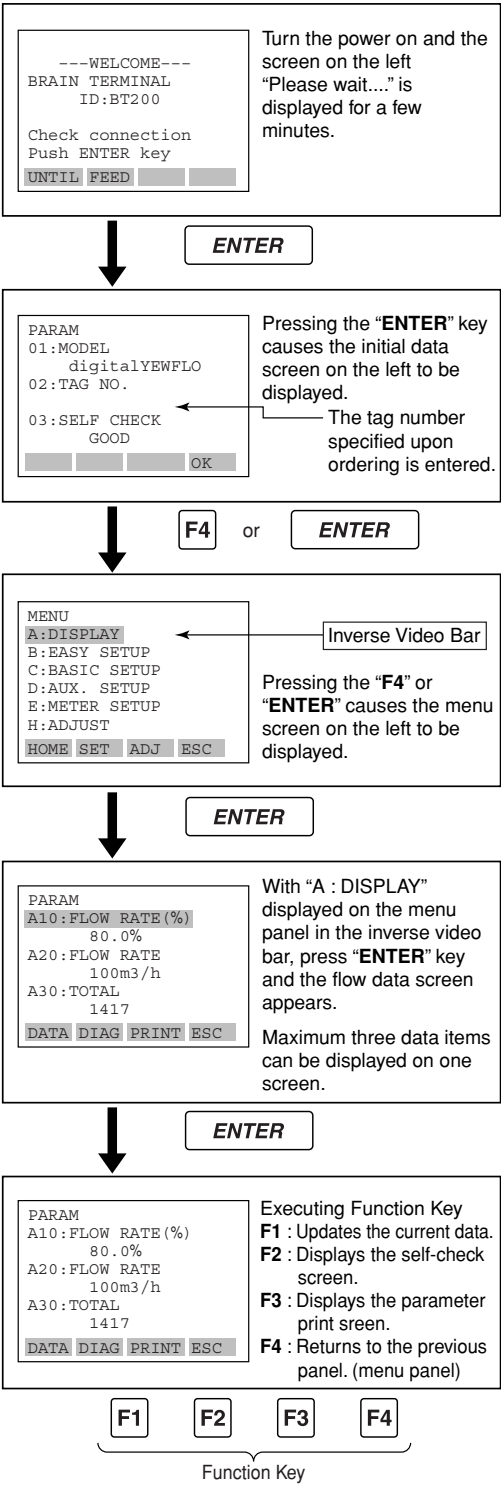 ---WELCOME---
BRAIN TERMINAL
ID:BT200
Check connection
Push ENTER key
UNTIL FEED
Turn the power on and the
screen on the left
“Please wait....” is
displayed for a few
minutes.
ENTER
PARAM
01:MODEL
digitalYEWFLO
02:TAG NO.
03:SELF CHECK
GOOD
OK
Pressing the “ENTER” key
causes the initial data
screen on the left to be
displayed.
The tag number
specified upon
ordering is entered.
F4 or ENTER
MENU
A:DISPLAY
B:EASY SETUP
C:BASIC SETUP
D:AUX. SETUP
E:METER SETUP
H:ADJUST
HOME SET ADJ ESC
Inverse Video Bar
Pressing the “F4” or
“ENTER” causes the menu
screen on the left to be
displayed.
ENTER
PARAM
A10:FLOW RATE(%)
80.0%
A20:FLOW RATE
100m3/h
A30:TOTAL
1417
DATA DIAG PRINT ESC
With “A : DISPLAY”
displayed on the menu
panel in the inverse video
bar, press “ENTER” key
and the flow data screen
appears.
Maximum three data items
can be displayed on one
screen.
ENTER
PARAM
A10:FLOW RATE(%)
80.0%
A20:FLOW RATE
100m3/h
A30:TOTAL
1417
DATA DIAG PRINT ESC
Executing Function Key
F1 : Updates the current data.
F2 : Displays the self-check
screen.
F3 : Displays the parameter
print sreen.
F4 : Returns to the previous
panel. (menu panel)
F1 F2 F3 F4
Function Key